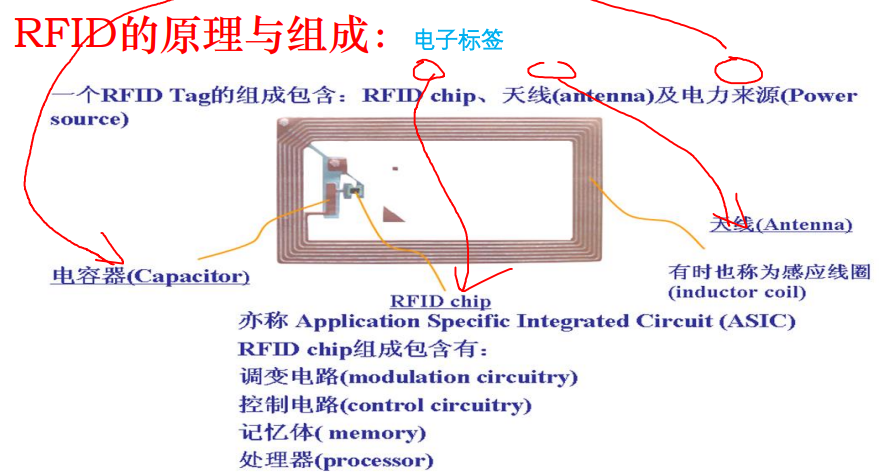 RFID的原理与组成：电子标签
一个RFID Tag的组成包含：RFID chip、天线(antenna)及电力来源(Power
source)
天线(Antenna)
电容器(Capacitor)
有时也称为感应线圈
(inductor coil)
RFID chip
亦称 Application Specific Integrated Circuit (ASIC)
RFID chip组成包含有：
调变电路(modulation circuitry)
控制电路(control circuitry)
记忆体( memory)
处理器(processor)